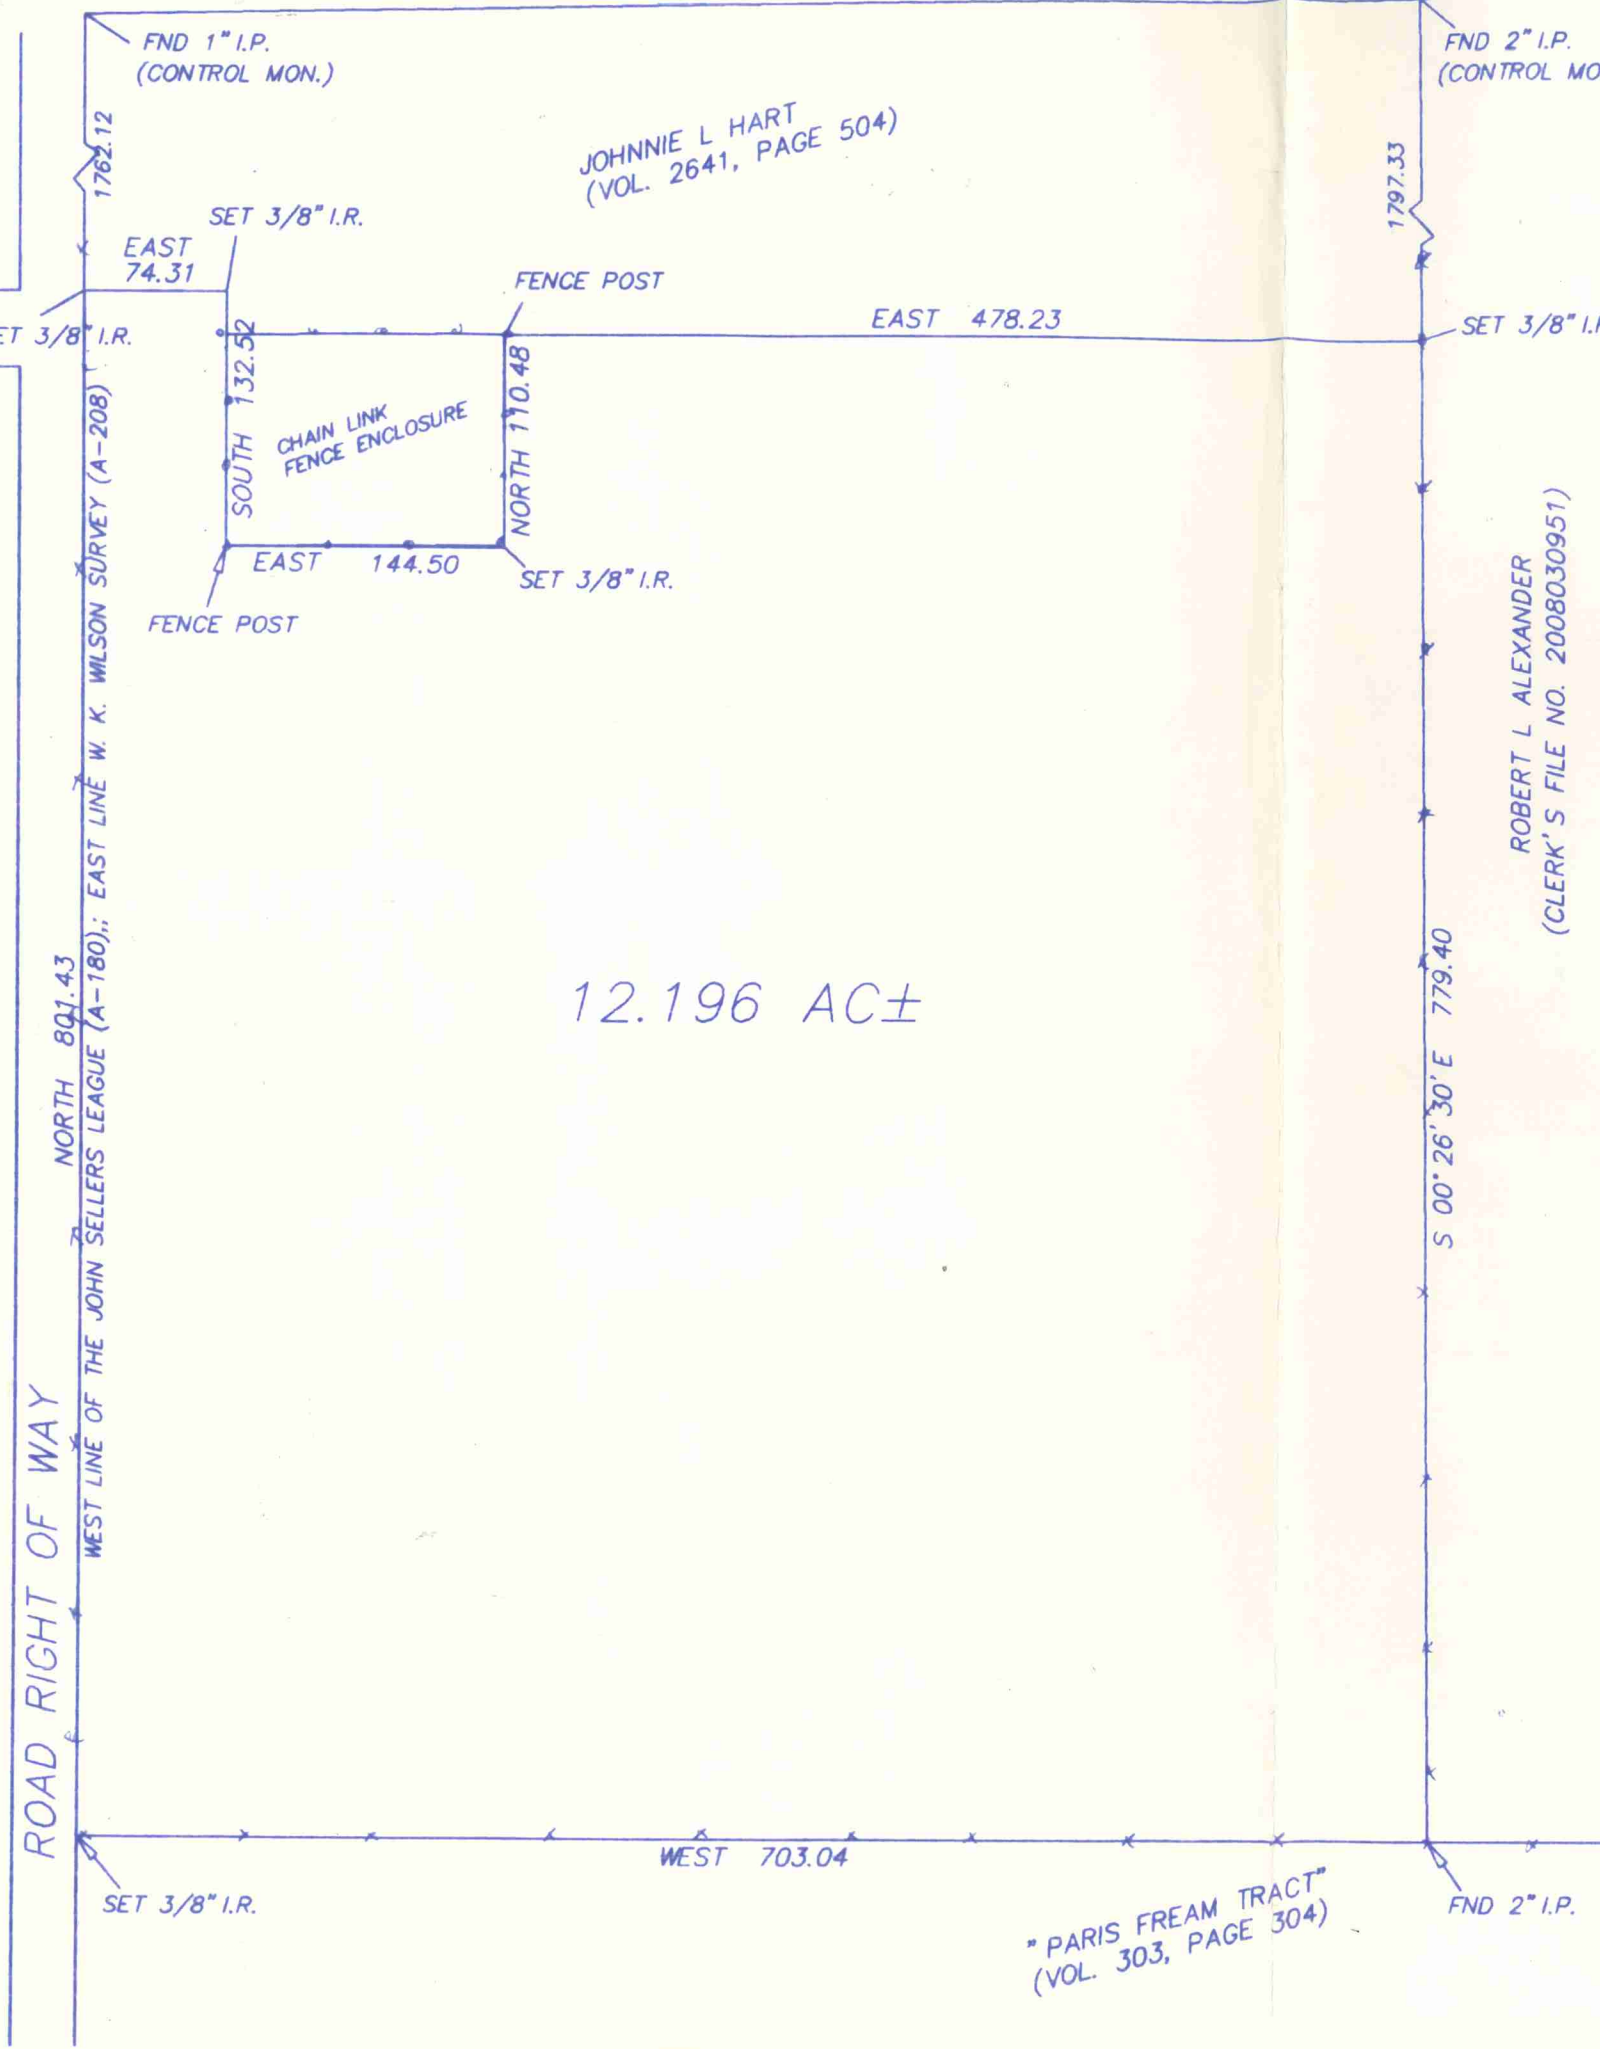 FND 1" I.P.
(CONTROL MON.)
FND 2" I.P.
(CONTROL MO
1762.12
JOHNNIE L HART
(VOL. 2641, PAGE 504)
1797.33
SET 3/8" I.R.
EAST
74.31
FENCE POST
EAST 478.23
ET 3/8" I.R.
SET 3/8" I.R
SOUTH 132.52
CHAIN LINK
FENCE ENCLOSURE
NORTH 110.48
EAST 144.50
SET 3/8" I.R.
FENCE POST
ROBERT L ALEXANDER
(CLERK'S FILE NO. 2008030951)
WEST LINE OF THE JOHN SELLERS LEAGUE (A-180),; EAST LINE W. K. WILSON SURVEY (A-208)
NORTH 801.43
12.196 AC±
S 00° 26' 30' E 779.40
ROAD RIGHT OF WAY
WEST 703.04
SET 3/8" I.R.
" PARIS FREAM TRACT"
(VOL. 303, PAGE 304)
FND 2" I.P.